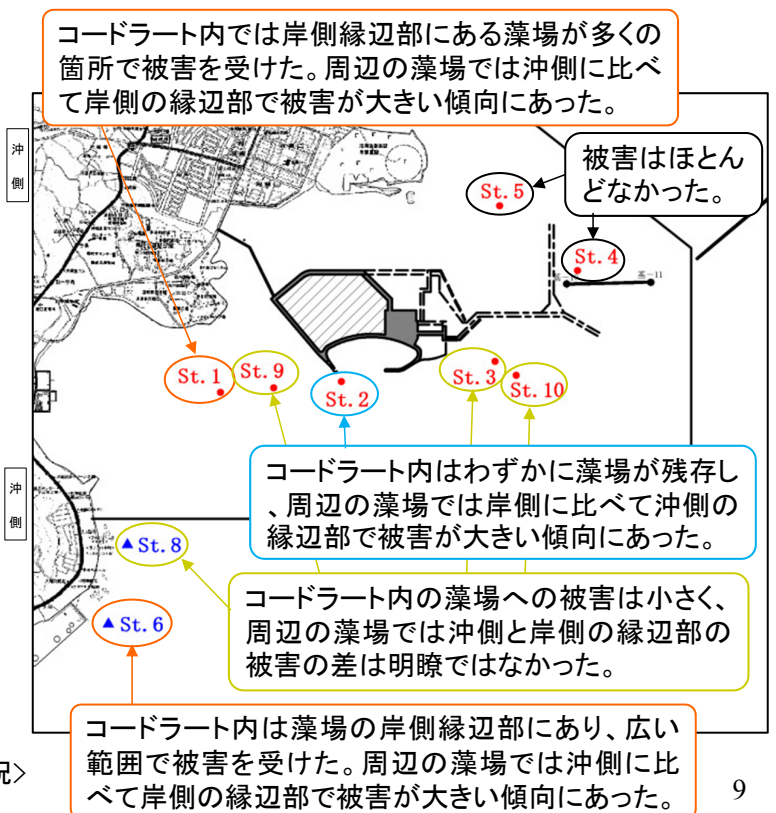 コードラート内では岸側縁辺部にある藻場が多くの
箇所で被害を受けた。周辺の藻場では沖側に比べ
て岸側の縁辺部で被害が大きい傾向にあった。
沖側
被害はほとん
どなかった。
St. 5
St. 4
St. 1
St. 9
St. 2
St. 3
St. 10
コードラート内はわずかに藻場が残存し
、周辺の藻場では岸側に比べて沖側の
縁辺部で被害が大きい傾向にあった。
沖側
St. 8
コードラート内の藻場への被害は小さく、
周辺の藻場では沖側と岸側の縁辺部の
被害の差は明瞭ではなかった。
St. 6
コードラート内は藻場の岸側縁辺部にあり、広い
範囲で被害を受けた。周辺の藻場では沖側に比
べて岸側の縁辺部で被害が大きい傾向にあった。
況>
9